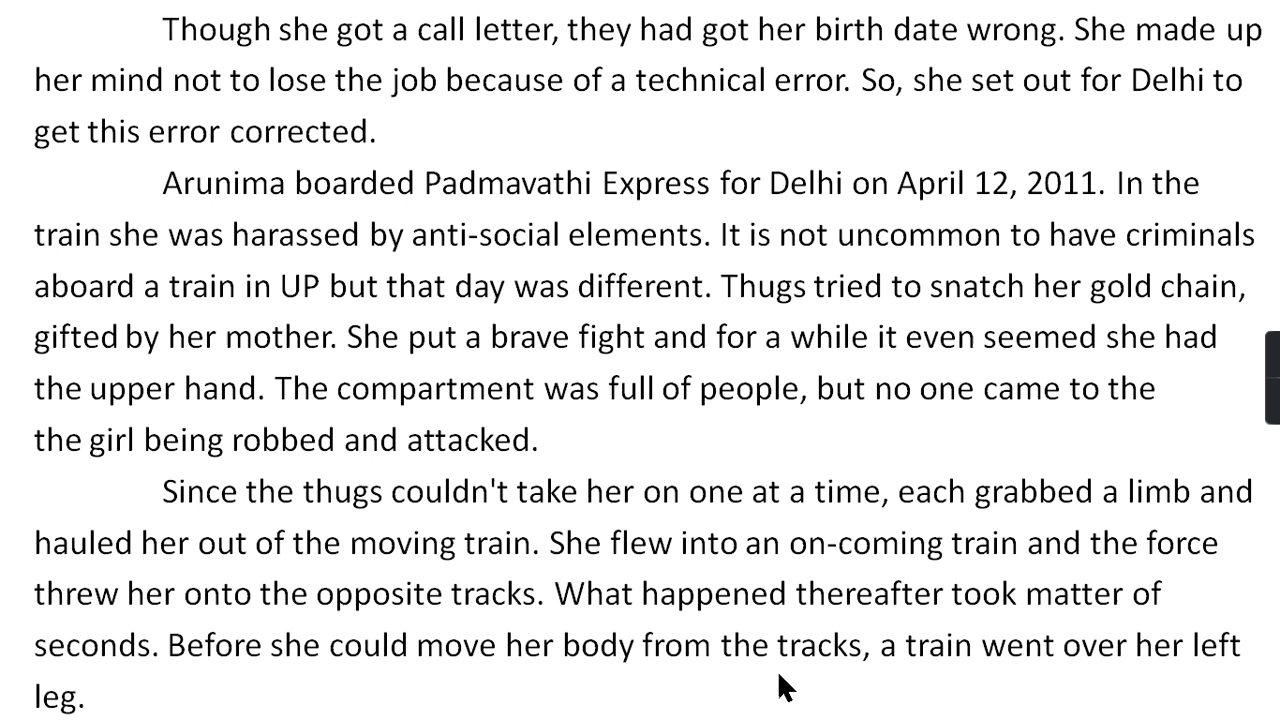 Though she got a call letter, they had got her birth date wrong. She made up
her mind not to lose the job because of a technical error. So, she set out for Delhi to
get this error corrected.
Arunima boarded Padmavathi Express for Delhi on April 12, 2011. In the
train she was harassed by anti-social elements. It is not uncommon to have criminals
aboard a train in UP but that day was different. Thugs tried to snatch her gold chain,
gifted by her mother. She put a brave fight and for a while it even seemed she had
the upper hand. The compartment was full of people, but no one came to the
the girl being robbed and attacked.
Since the thugs couldn't take her on one at a time, each grabbed a limb and
hauled her out of the moving train. She flew into an on-coming train and the force
threw her onto the opposite tracks. What happened thereafter took matter of
seconds. Before she could move her body from the tracks, a train went over her left
leg.